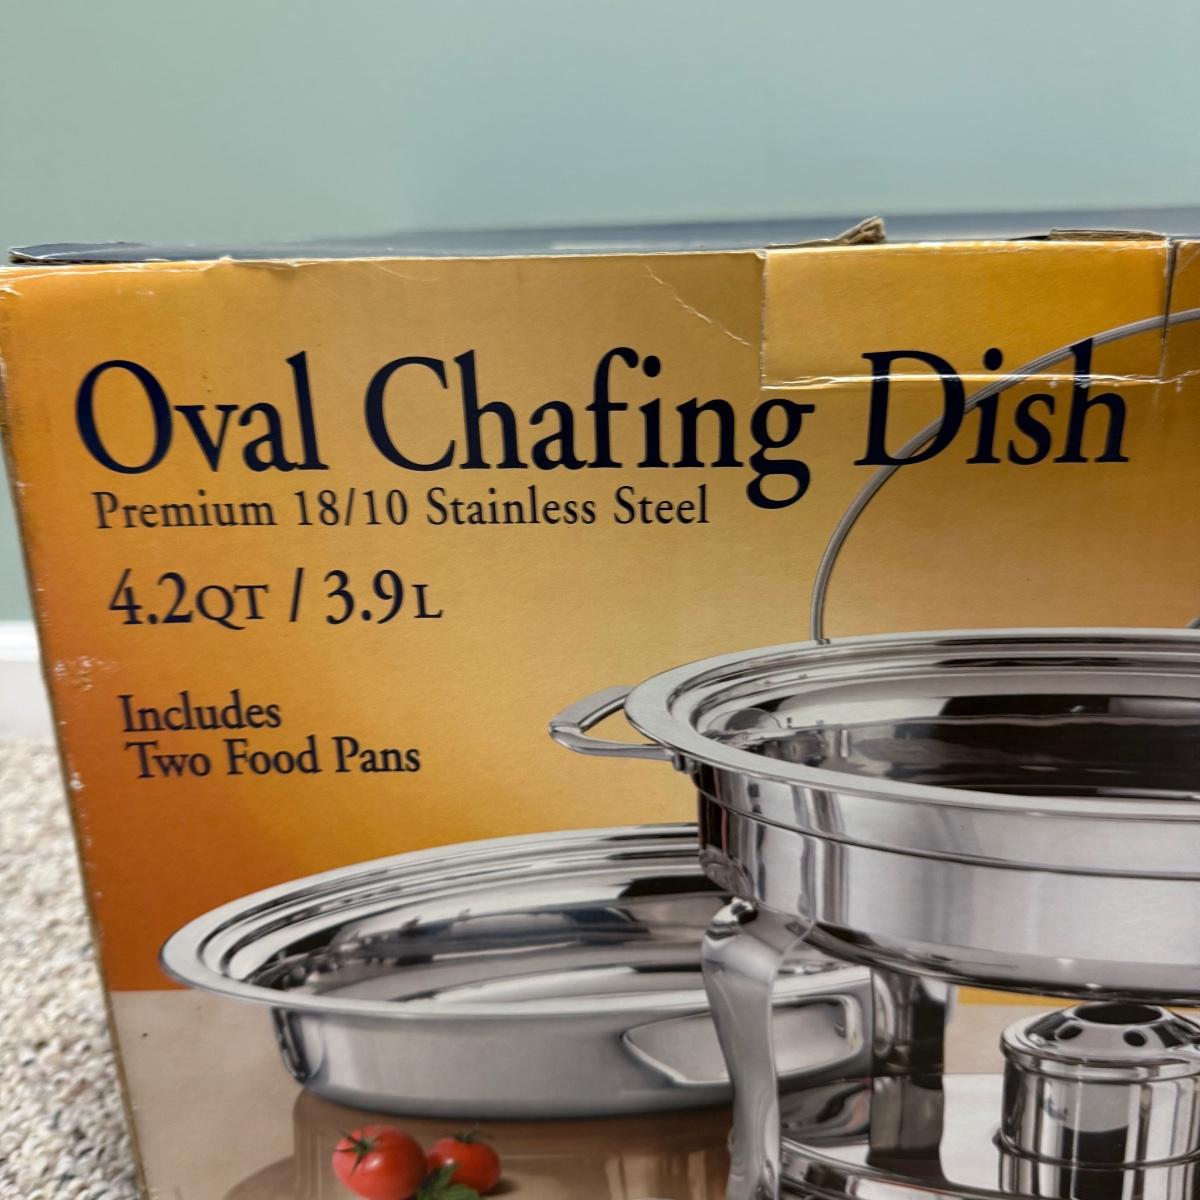 Oval Chafing Dish
Premium 18/10 Stainless Steel
4.2QT / 3.9L
Includes
Two Food Pans